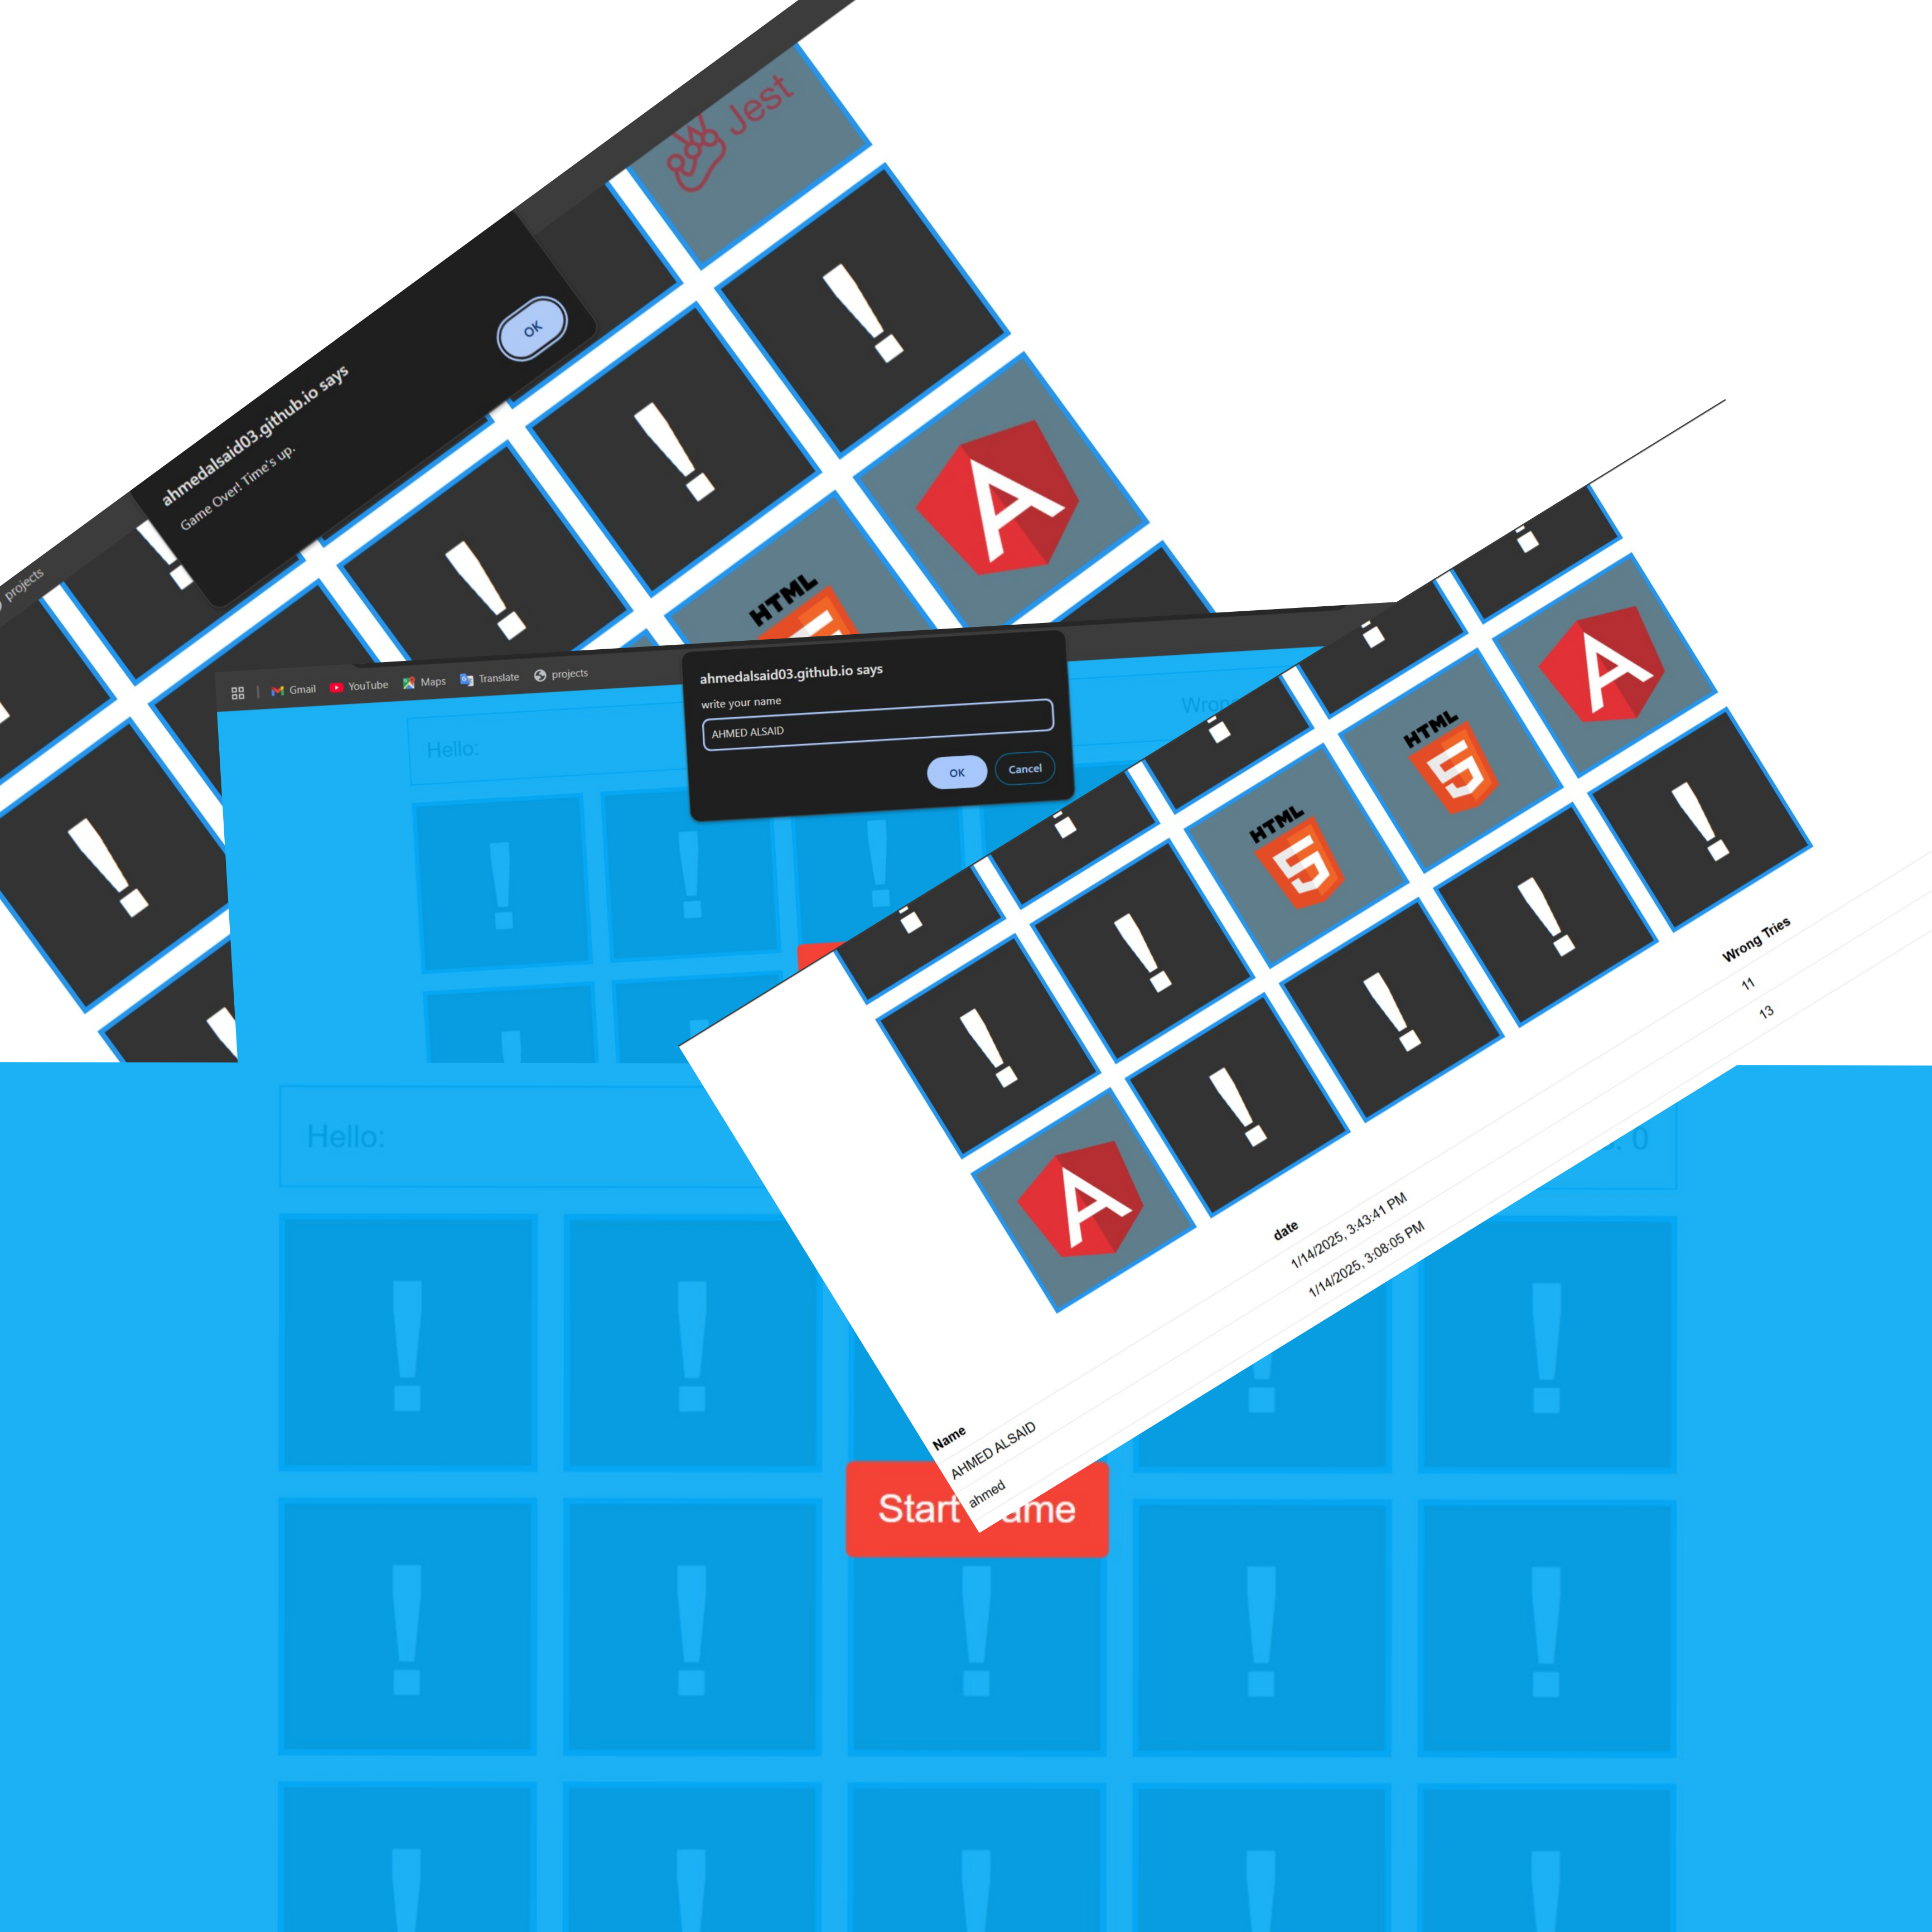 Jest
OK
ahmedalsaid03.github.io says
Game Over! Time's up.
projects
HTML
Gmail
YouTube
Maps
Translate
projects
ahmedalsaid03.github.io says
write your name
AHMED ALSAID
OK
Cancel
Hello:
HTML
5
HTML
5
Wrong Tries
11
13
date
1/14/2025, 3:43:41 PM
1/14/2025, 3:08:05 PM
Name
AHMED ALSAID
ahmed
Hello:
: 0
Start
ame